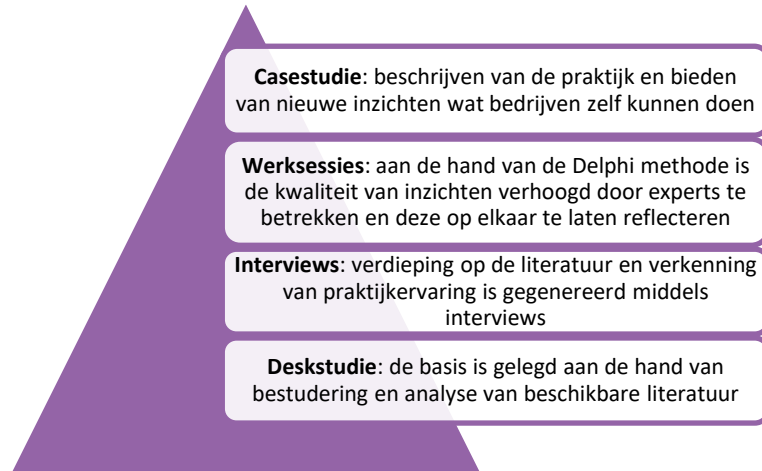 Casestudie: beschrijven van de praktijk en bieden
van nieuwe inzichten wat bedrijven zelf kunnen doen
Werksessies: aan de hand van de Delphi methode is
de kwaliteit van inzichten verhoogd door experts te
betrekken en deze op elkaar te laten reflecteren
Interviews: verdieping op de literatuur en verkenning
van praktijkervaring is gegenereerd middels
interviews
Deskstudie: de basis is gelegd aan de hand van
bestudering en analyse van beschikbare literatuur